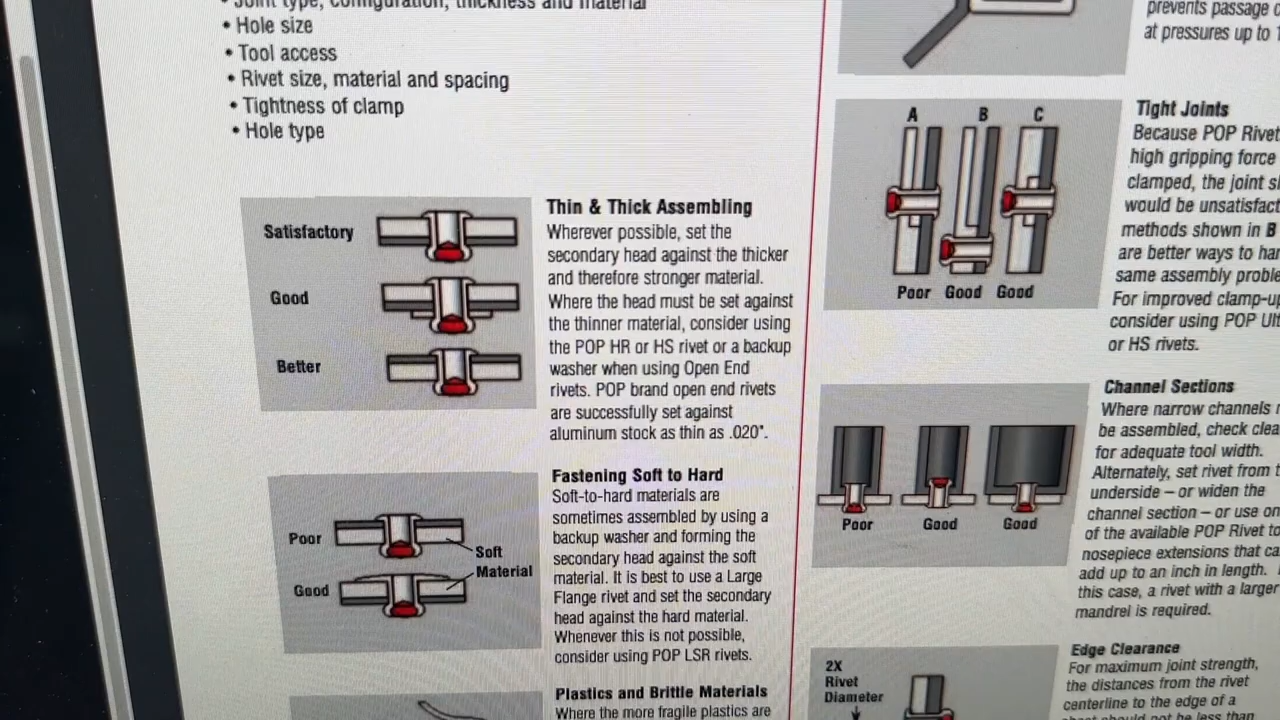 Joint type, configuration, thickness and material
• Hole size
• Tool access
• Rivet size, material and spacing
• Tightness of clamp
• Hole type
Satisfactory
Good
Better
Thin & Thick Assembling
Wherever possible, set the
secondary head against the thicker
and therefore stronger material.
Where the head must be set against
the thinner material, consider using
the POP HR or HS rivet or a backup
washer when using Open End
rivets. POP brand open end rivets
are successfully set against
aluminum stock as thin as .020".
Poor
Good
Soft
Material
Fastening Soft to Hard
Soft-to-hard materials are
sometimes assembled by using a
backup washer and forming the
secondary head against the soft
material. It is best to use a Large
Flange rivet and set the secondary
head against the hard material.
Whenever this is not possible,
consider using POP LSR rivets.
Plastics and Brittle Materials
Where the more fragile plastics are
prevents passage
at pressures up to
A B C
Poor Good Good
Tight Joints
Because POP Rivet
high gripping force
clamped, the joint
would be
methods shown in B
are better ways to
same assembly
For improved
consider using POP
or HS rivets.
Poor Good Good
Channel Sections
Where narrow channels
be assembled, check
for adequate tool width.
Alternately, set rivet from
underside – or widen the
channel section – or use
of the available POP Rivet
nosepiece extensions that
add up to an inch in length.
this case, a rivet with a larger
mandrel is required.
2X
Rivet
Diameter
Edge Clearance
For maximum joint strength,
the distances from the rivet
centerline to the edge of a
should not be less than